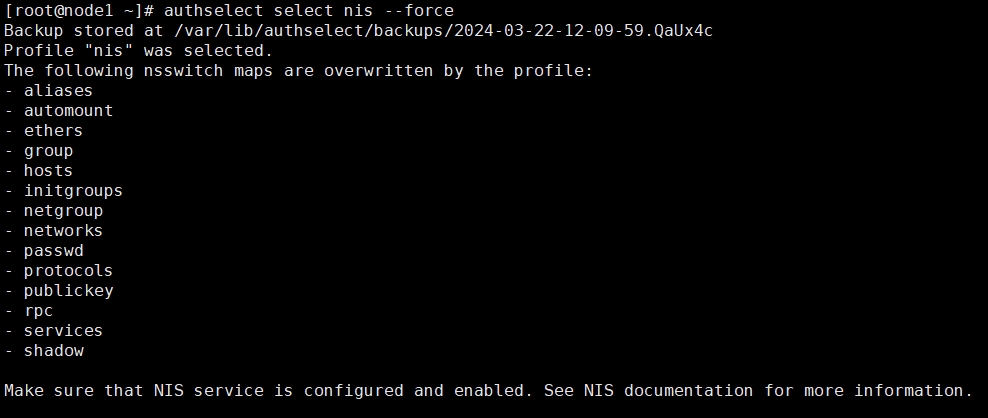 [root@node1 ~]# authselect select nis --force
Backup stored at /var/lib/authselect/backups/2024-03-22-12-09-59.QaUx4c
Profile "nis" was selected.
The following nsswitch maps are overwritten by the profile:
- aliases
- automount
- ethers
- group
- hosts
- initgroups
- netgroup
- networks
- passwd
- protocols
- publickey
- rpc
- services
- shadow
Make sure that NIS service is configured and enabled. See NIS documentation for more information.